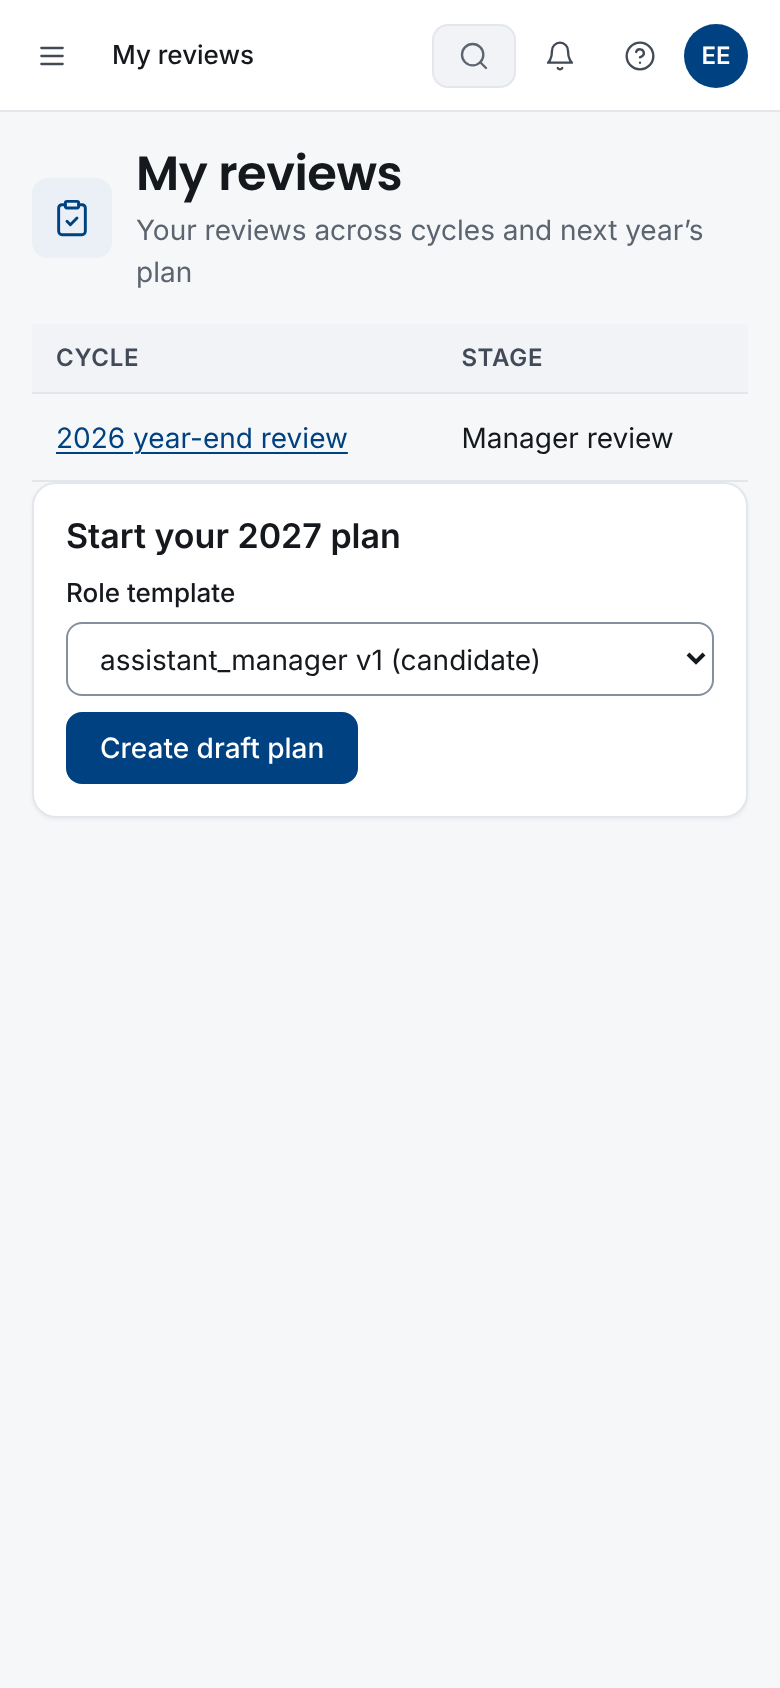 My reviews
EE
My reviews
Your reviews across cycles and next year’s
plan
CYCLE STAGE
2026 year-end review Manager review
Start your 2027 plan
Role template
assistant_manager v1 (candidate)
Create draft plan